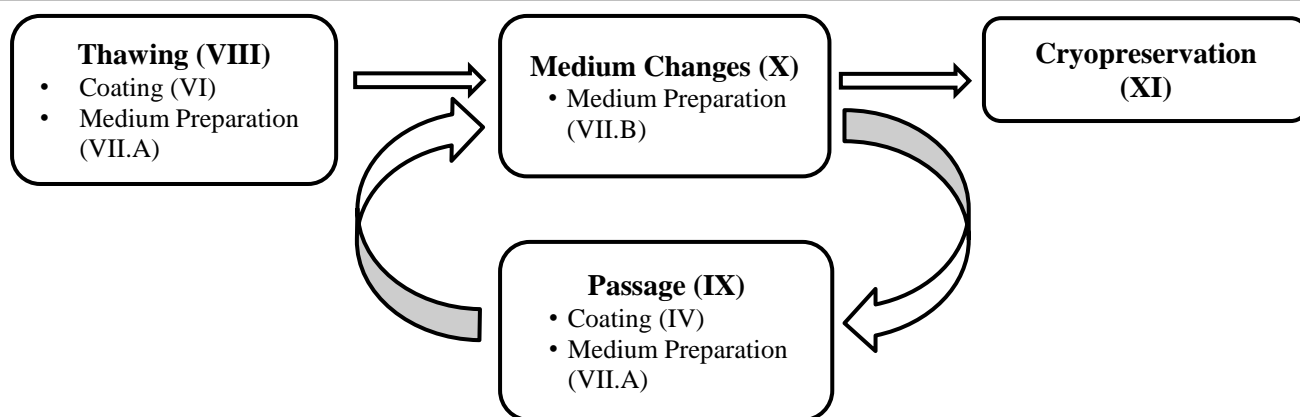 Thawing (VIII)
• Coating (VI)
• Medium Preparation
(VII.A)
Medium Changes (X)
• Medium Preparation
(VII.B)
Cryopreservation
(XI)
Passage (IX)
• Coating (IV)
• Medium Preparation
(VII.A)